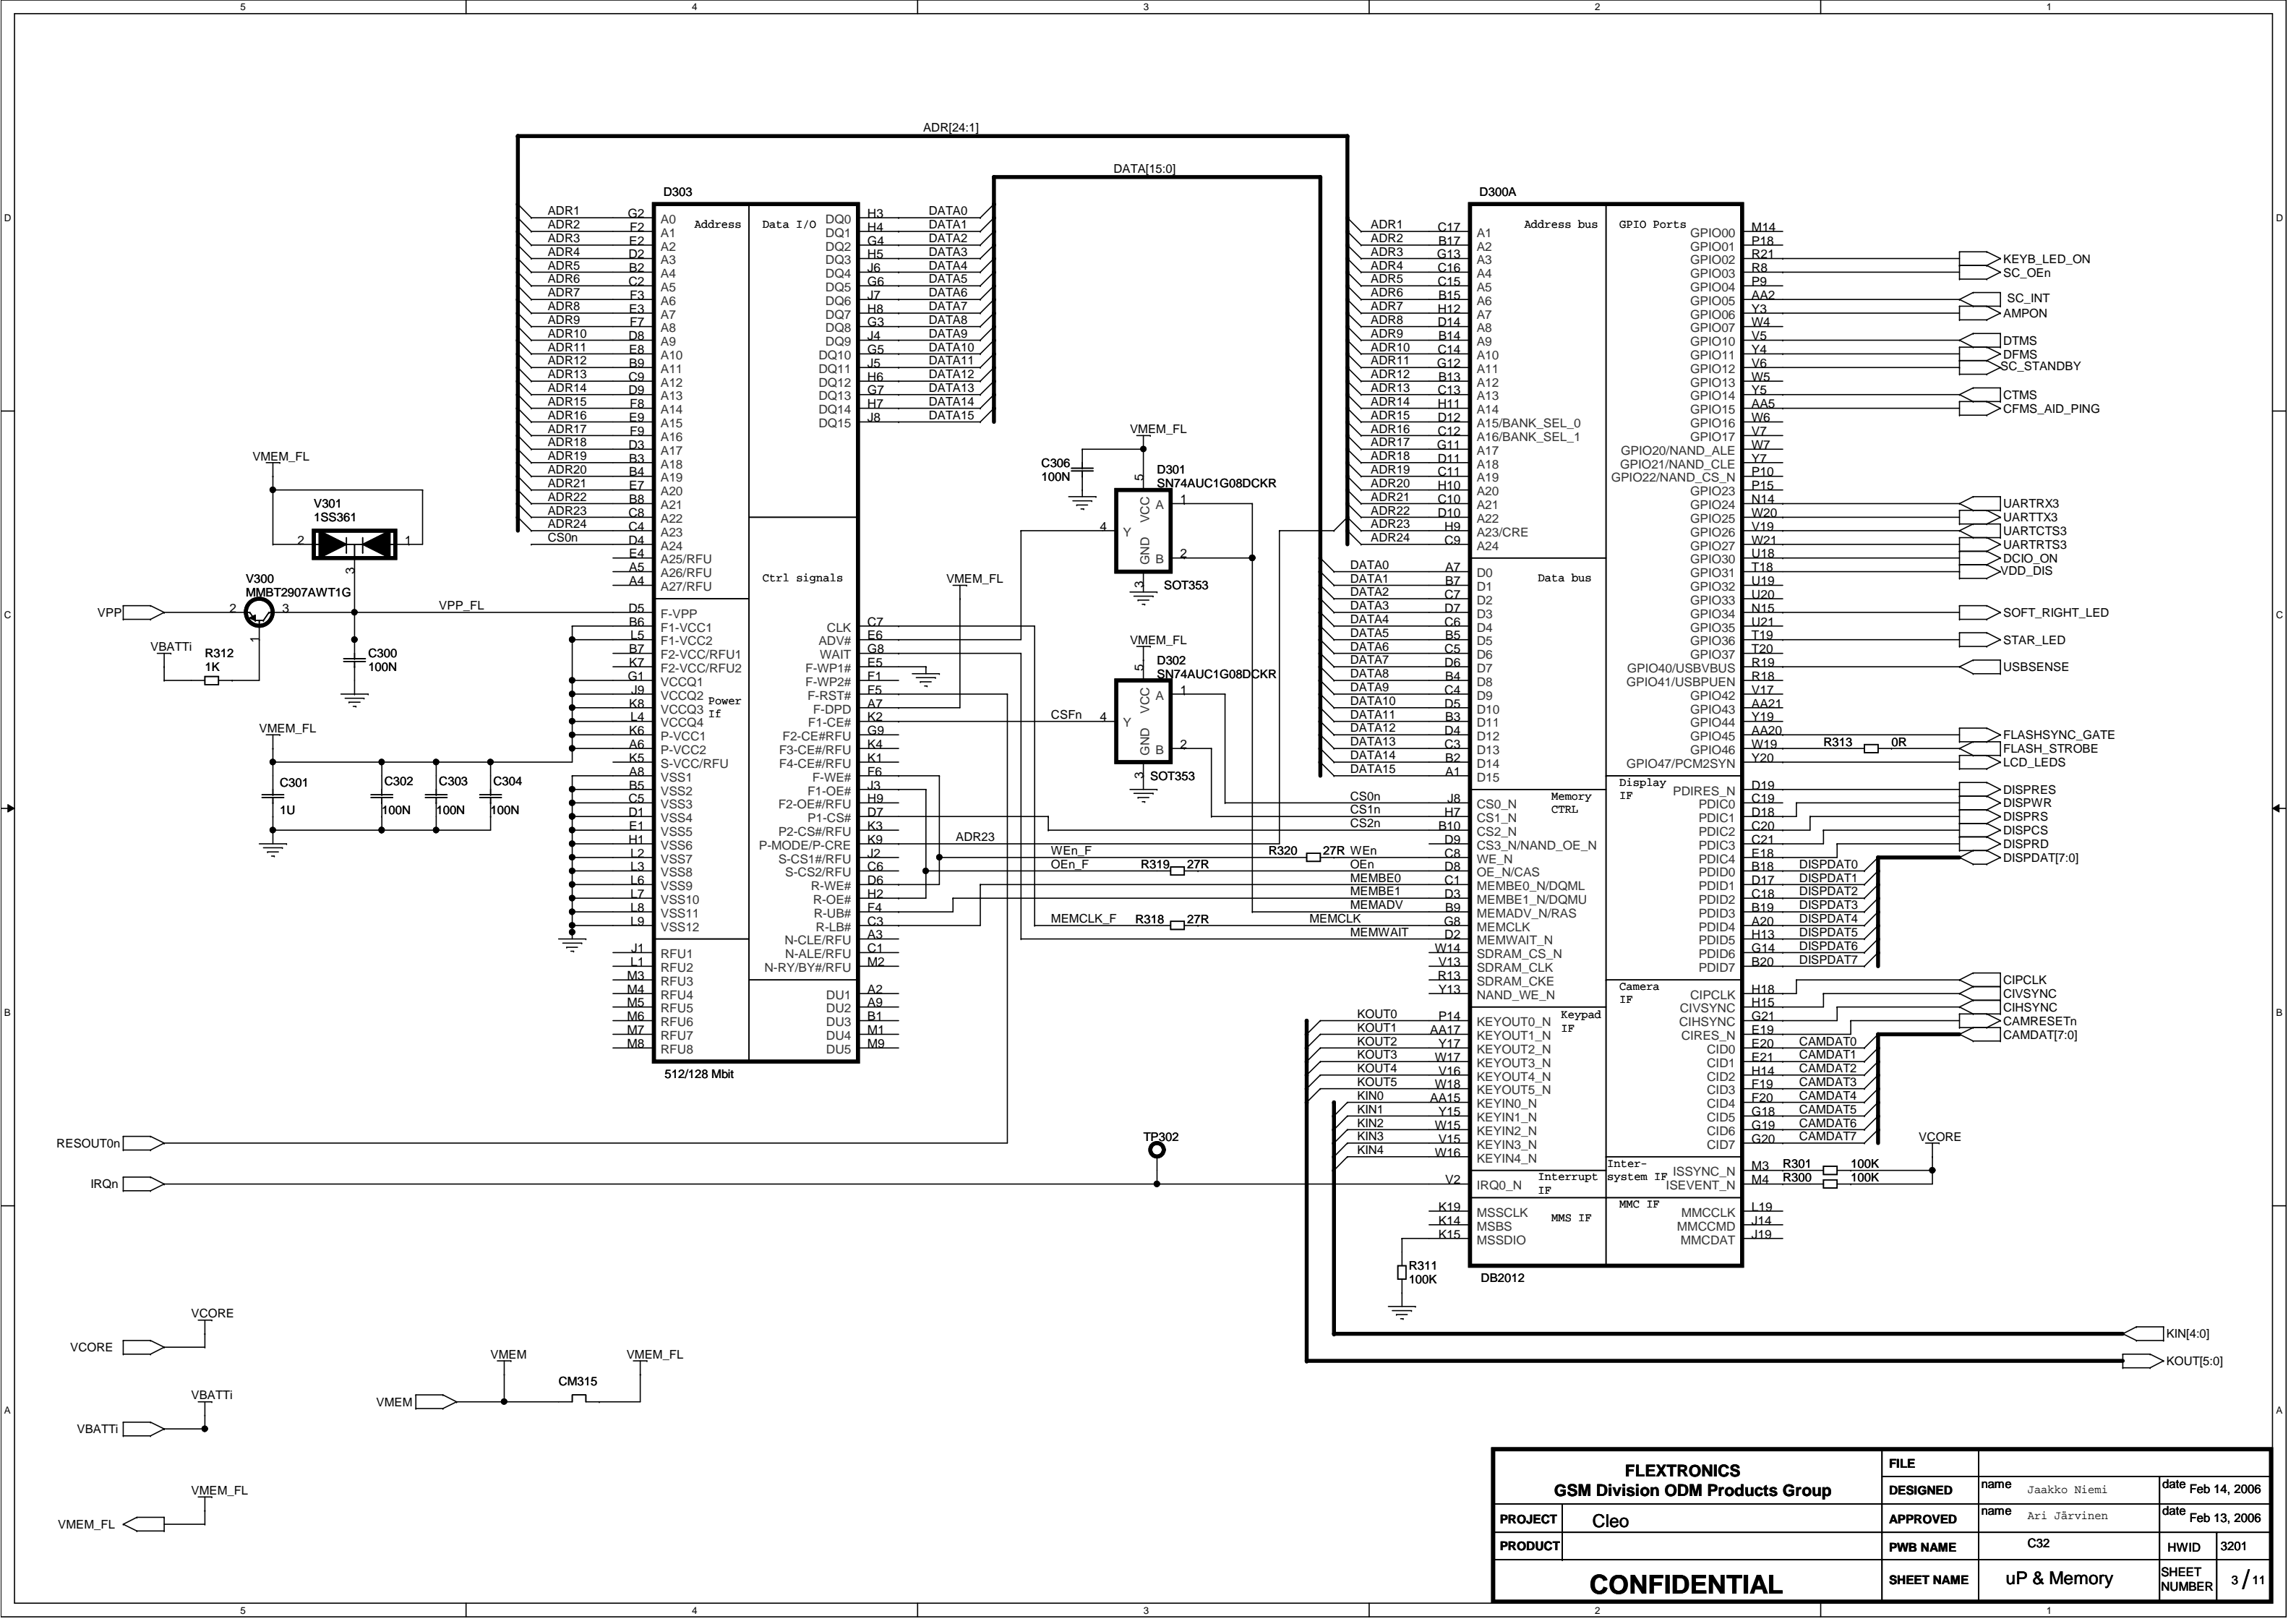 5 4 3 2 1
D
C
B
A
D
C
B
A
ADR[24:1]
DATA[15:0]
D303
Address
Data I/O
ADR1 G2 A0
ADR2 F2 A1
ADR3 E2 A2
ADR4 D2 A3
ADR5 B2 A4
ADR6 C2 A5
ADR7 F3 A6
ADR8 E3 A7
ADR9 F7 A8
ADR10 D8 A9
ADR11 E8 A10
ADR12 B9 A11
ADR13 C9 A12
ADR14 D9 A13
ADR15 F8 A14
ADR16 E9 A15
ADR17 F9 A16
ADR18 D3 A17
ADR19 B3 A18
ADR20 B4 A19
ADR21 E7 A20
ADR22 B8 A21
ADR23 C8 A22
ADR24 C4 A23
CS0n D4 A24
E4 A25/RFU
A5 A26/RFU
A4 A27/RFU
DQ0 H3 DATA0
DQ1 H4 DATA1
DQ2 G4 DATA2
DQ3 H5 DATA3
DQ4 J6 DATA4
DQ5 G6 DATA5
DQ6 J7 DATA6
DQ7 H8 DATA7
DQ8 G3 DATA8
DQ9 J4 DATA9
DQ10 G5 DATA10
DQ11 J5 DATA11
DQ12 H6 DATA12
DQ13 G7 DATA13
DQ14 H7 DATA14
DQ15 J8 DATA15
Ctrl signals
Power
If
D5 F-VPP
B6 F1-VCC1
L5 F1-VCC2
B7 F2-VCC/RFU1
K7 F2-VCC/RFU2
G1 VCCQ1
J9 VCCQ2
K8 VCCQ3
L4 VCCQ4
K6 P-VCC1
A6 P-VCC2
K5 S-VCC/RFU
A8 VSS1
B5 VSS2
C5 VSS3
D1 VSS4
E1 VSS5
H1 VSS6
L2 VSS7
L3 VSS8
L6 VSS9
L7 VSS10
L8 VSS11
L9 VSS12
J1 RFU1
L1 RFU2
M3 RFU3
M4 RFU4
M5 RFU5
M6 RFU6
M7 RFU7
M8 RFU8
CLK C7
ADV# E6
WAIT G8
F-WP1# E5
F-WP2# F1
F-RST# F5
F-DPD A7
F1-CE# K2
F2-CE#RFU G9
F3-CE#/RFU K4
F4-CE#/RFU K1
F-WE# F6
F1-OE# J3
F2-OE#/RFU H9
P1-CS# D7
P2-CS#/RFU K3
P-MODE/P-CRE K9
S-CS1#/RFU J2
S-CS2/RFU C6
R-WE# D6
R-OE# H2
R-UB# F4
R-LB# C3
N-CLE/RFU A3
N-ALE/RFU C1
N-RY/BY#/RFU M2
DU1 A2
DU2 A9
DU3 B1
DU4 M1
DU5 M9
512/128 Mbit
VMEM_FL
V301
1SS361
2 1
3
V300
MMBT2907AWT1G
VPP 2 3
1
VPP_FL
VBATTi
R312
1K
C300
100N
VMEM_FL
C301
1U
C302
100N
C303
100N
C304
100N
VMEM_FL
VMEM_FL
C306
100N
D301
SN74AUC1G08DCKR
5 VCC A 1
4 Y
GND B 2
3
SOT353
VMEM_FL
D302
SN74AUC1G08DCKR
5 VCC A 1
CSFn 4 Y
GND B 2
3
SOT353
ADR23
WEn_F R320 27R WEn
OEn_F R319 27R OEn
MEMCLK_F R318 27R MEMCLK
RESOUT0n
IRQn
TP302
D300A
Address bus
GPIO Ports
ADR1 C17 A1
ADR2 B17 A2
ADR3 G13 A3
ADR4 C16 A4
ADR5 C15 A5
ADR6 B15 A6
ADR7 H12 A7
ADR8 D14 A8
ADR9 B14 A9
ADR10 C14 A10
ADR11 G12 A11
ADR12 B13 A12
ADR13 C13 A13
ADR14 H11 A14
ADR15 D12 A15/BANK_SEL_0
ADR16 C12 A16/BANK_SEL_1
ADR17 G11 A17
ADR18 D11 A18
ADR19 C11 A19
ADR20 H10 A20
ADR21 C10 A21
ADR22 D10 A22
ADR23 H9 A23/CRE
ADR24 C9 A24
Data bus
DATA0 A7 D0
DATA1 B7 D1
DATA2 C7 D2
DATA3 D7 D3
DATA4 C6 D4
DATA5 B5 D5
DATA6 C5 D6
DATA7 D6 D7
DATA8 B4 D8
DATA9 C4 D9
DATA10 D5 D10
DATA11 B3 D11
DATA12 D4 D12
DATA13 C3 D13
DATA14 B2 D14
DATA15 A1 D15
Memory
CTRL
CS0n J8 CS0_N
CS1n H7 CS1_N
CS2n B10 CS2_N
D9 CS3_N/NAND_OE_N
C8 WE_N
D8 OE_N/CAS
MEMBE0 C1 MEMBE0_N/DQML
MEMBE1 D3 MEMBE1_N/DQMU
MEMADV B9 MEMADV_N/RAS
G8 MEMCLK
MEMWAIT D2 MEMWAIT_N
W14 SDRAM_CS_N
V13 SDRAM_CLK
R13 SDRAM_CKE
Y13 NAND_WE_N
Keypad
IF
KOUT0 P14 KEYOUT0_N
KOUT1 AA17 KEYOUT1_N
KOUT2 Y17 KEYOUT2_N
KOUT3 W17 KEYOUT3_N
KOUT4 V16 KEYOUT4_N
KOUT5 W18 KEYOUT5_N
KIN0 AA15 KEYIN0_N
KIN1 Y15 KEYIN1_N
KIN2 W15 KEYIN2_N
KIN3 V15 KEYIN3_N
KIN4 W16 KEYIN4_N
V2 IRQ0_N
Interrupt
IF
K19 MSSCLK
K14 MSBS
K15 MSSDIO
MMS IF
R311
100K
DB2012
GPIO00 M14
GPIO01 P18
GPIO02 R21 KEYB_LED_ON
GPIO03 R8 SC_OEn
GPIO04 P9
GPIO05 AA2 SC_INT
GPIO06 Y3 AMPON
GPIO07 W4
GPIO10 V5 DTMS
GPIO11 Y4 DFMS
GPIO12 V6 SC_STANDBY
GPIO13 W5
GPIO14 Y5 CTMS
GPIO15 AA5 CFMS_AID_PING
GPIO16 W6
GPIO17 V7
GPIO20/NAND_ALE W7
GPIO21/NAND_CLE Y7
GPIO22/NAND_CS_N P10
GPIO23 P15
GPIO24 N14 UARTRX3
GPIO25 W20 UARTTX3
GPIO26 V19 UARTCTS3
GPIO27 W21 UARTRTS3
GPIO30 U18 DCIO_ON
GPIO31 T18 VDD_DIS
GPIO32 U19
GPIO33 U20
GPIO34 N15 SOFT_RIGHT_LED
GPIO35 U21
GPIO36 T19 STAR_LED
GPIO37 T20
GPIO40/USBVBUS R19 USBSENSE
GPIO41/USBPUEN R18
GPIO42 V17
GPIO43 AA21
GPIO44 Y19
GPIO45 AA20 FLASHSYNC_GATE
GPIO46 W19 R313 0R FLASH_STROBE
GPIO47/PCM2SYN Y20 LCD_LEDS
Display
IF
PDIRES_N D19 DISPRES
PDIC0 C19 DISPWR
PDIC1 D18 DISPRS
PDIC2 C20 DISPCS
PDIC3 C21 DISPRD
PDIC4 E18 DISPDAT[7:0]
PDID0 B18 DISPDAT0
PDID1 D17 DISPDAT1
PDID2 C18 DISPDAT2
PDID3 B19 DISPDAT3
PDID4 A20 DISPDAT4
PDID5 H13 DISPDAT5
PDID6 G14 DISPDAT6
PDID7 B20 DISPDAT7
Camera
IF
CIPCLK H18 CIPCLK
CIVSYNC H15 CIVSYNC
CIHSYNC G21 CIHSYNC
CIRES_N E19 CAMRESETn
CAMDAT[7:0]
CID0 E20 CAMDAT0
CID1 E21 CAMDAT1
CID2 H14 CAMDAT2
CID3 F19 CAMDAT3
CID4 F20 CAMDAT4
CID5 G18 CAMDAT5
CID6 G19 CAMDAT6
CID7 G20 CAMDAT7
VCORE
Inter-
system IF
ISSYNC_N M3 R301 100K
ISEVENT_N M4 R300 100K
MMC IF
MMCCLK L19
MMCCMD J14
MMCDAT J19
KIN[4:0]
KOUT[5:0]
VCORE
VCORE
VBATTi
VBATTi
VMEM_FL
VMEM_FL
VMEM
VMEM
CM315
VMEM_FL
FLEXTRONICS
GSM Division ODM Products Group
PROJECT Cleo
PRODUCT
CONFIDENTIAL
FILE
DESIGNED name Jaakko Niemi date Feb 14, 2006
APPROVED name Ari Järvinen date Feb 13, 2006
PWB NAME C32 HWID 3201
SHEET NAME uP & Memory SHEET NUMBER 3 / 11
5 4 3 2 1